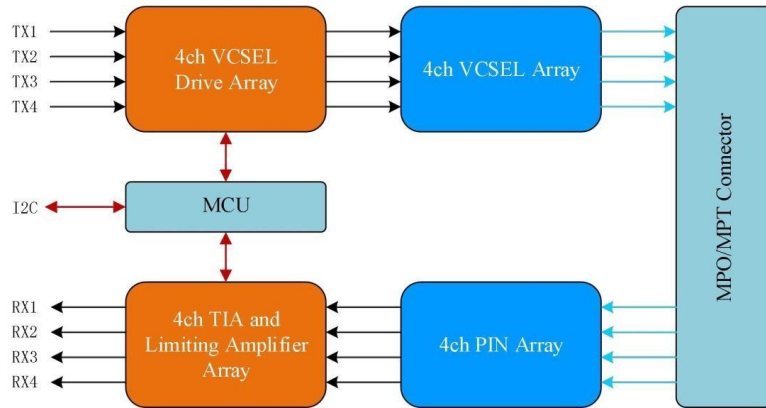 TX1
TX2
TX3
TX4
4ch VCSEL
Drive Array
4ch VCSEL Array
I2C
MCU
MPO/MPT Connector
RX1
RX2
RX3
RX4
4ch TIA and
Limiting Amplifier
Array
4ch PIN Array